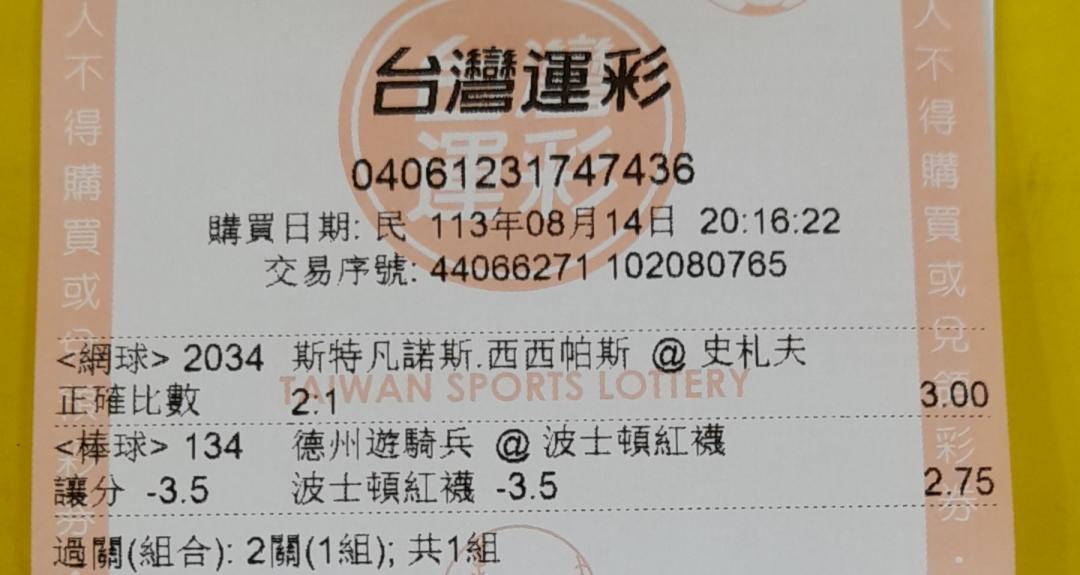 台灣運彩
04061231747436
購買日期: 民 113年08月14日 20:16:22
交易序號: 44066271 102080765
<網球> 2034 斯特凡諾斯.西西帕斯 @ 史札夫
正確比數 2:1 3.00
TAIWAN SPORTS LOTTERY
<棒球> 134 德州遊騎兵 @ 波士頓紅襪
讓分 -3.5 波士頓紅襪 -3.5 2.75
過關(組合): 2關(1組); 共1組
人不得購買或兌
人不得購買或兌領彩券.